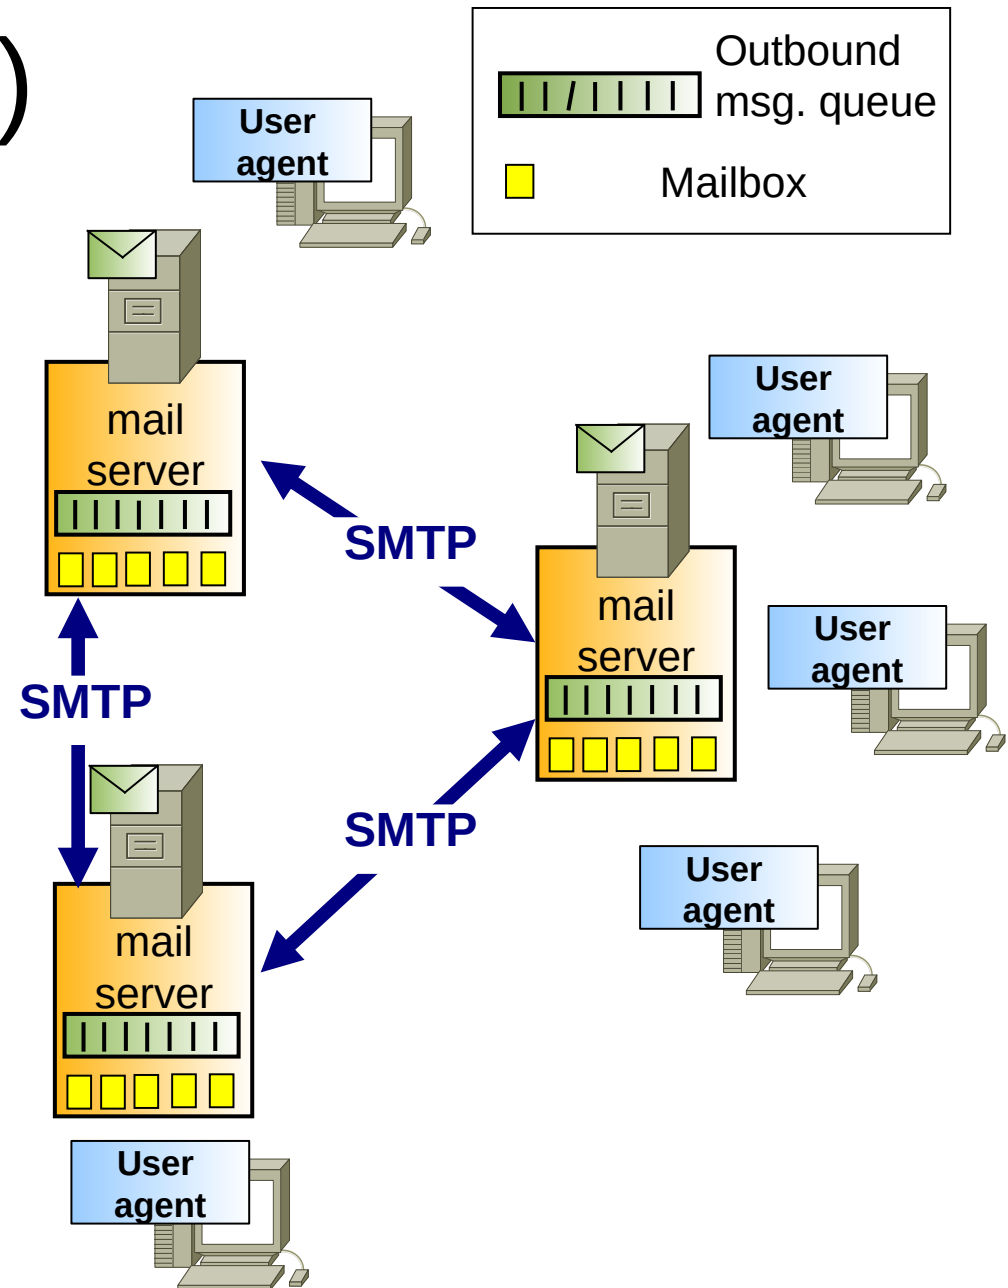 )
Outbound
msg. queue
Mailbox
User
agent
mail
server
User
agent
SMTP
mail
server
User
agent
SMTP
SMTP
User
agent
mail
server
User
agent